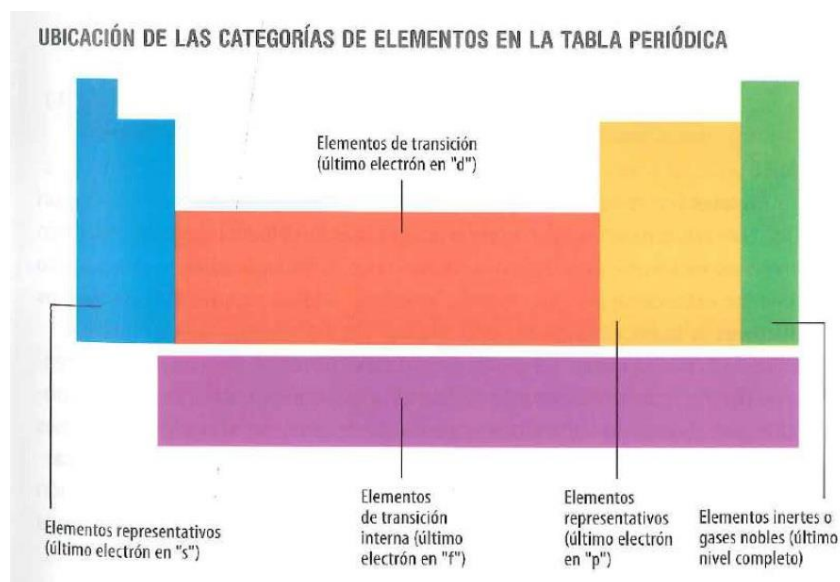 UBICACIÓN DE LAS CATEGORÍAS DE ELEMENTOS EN LA TABLA PERIÓDICA
Elementos de transición
(último electrón en "d")
Elementos representativos
(último electrón en "s")
Elementos
de transición
interna (último
electrón en "f")
Elementos
representativos
(último electrón
en "p")
Elementos inertes o
gases nobles (último
nivel completo)